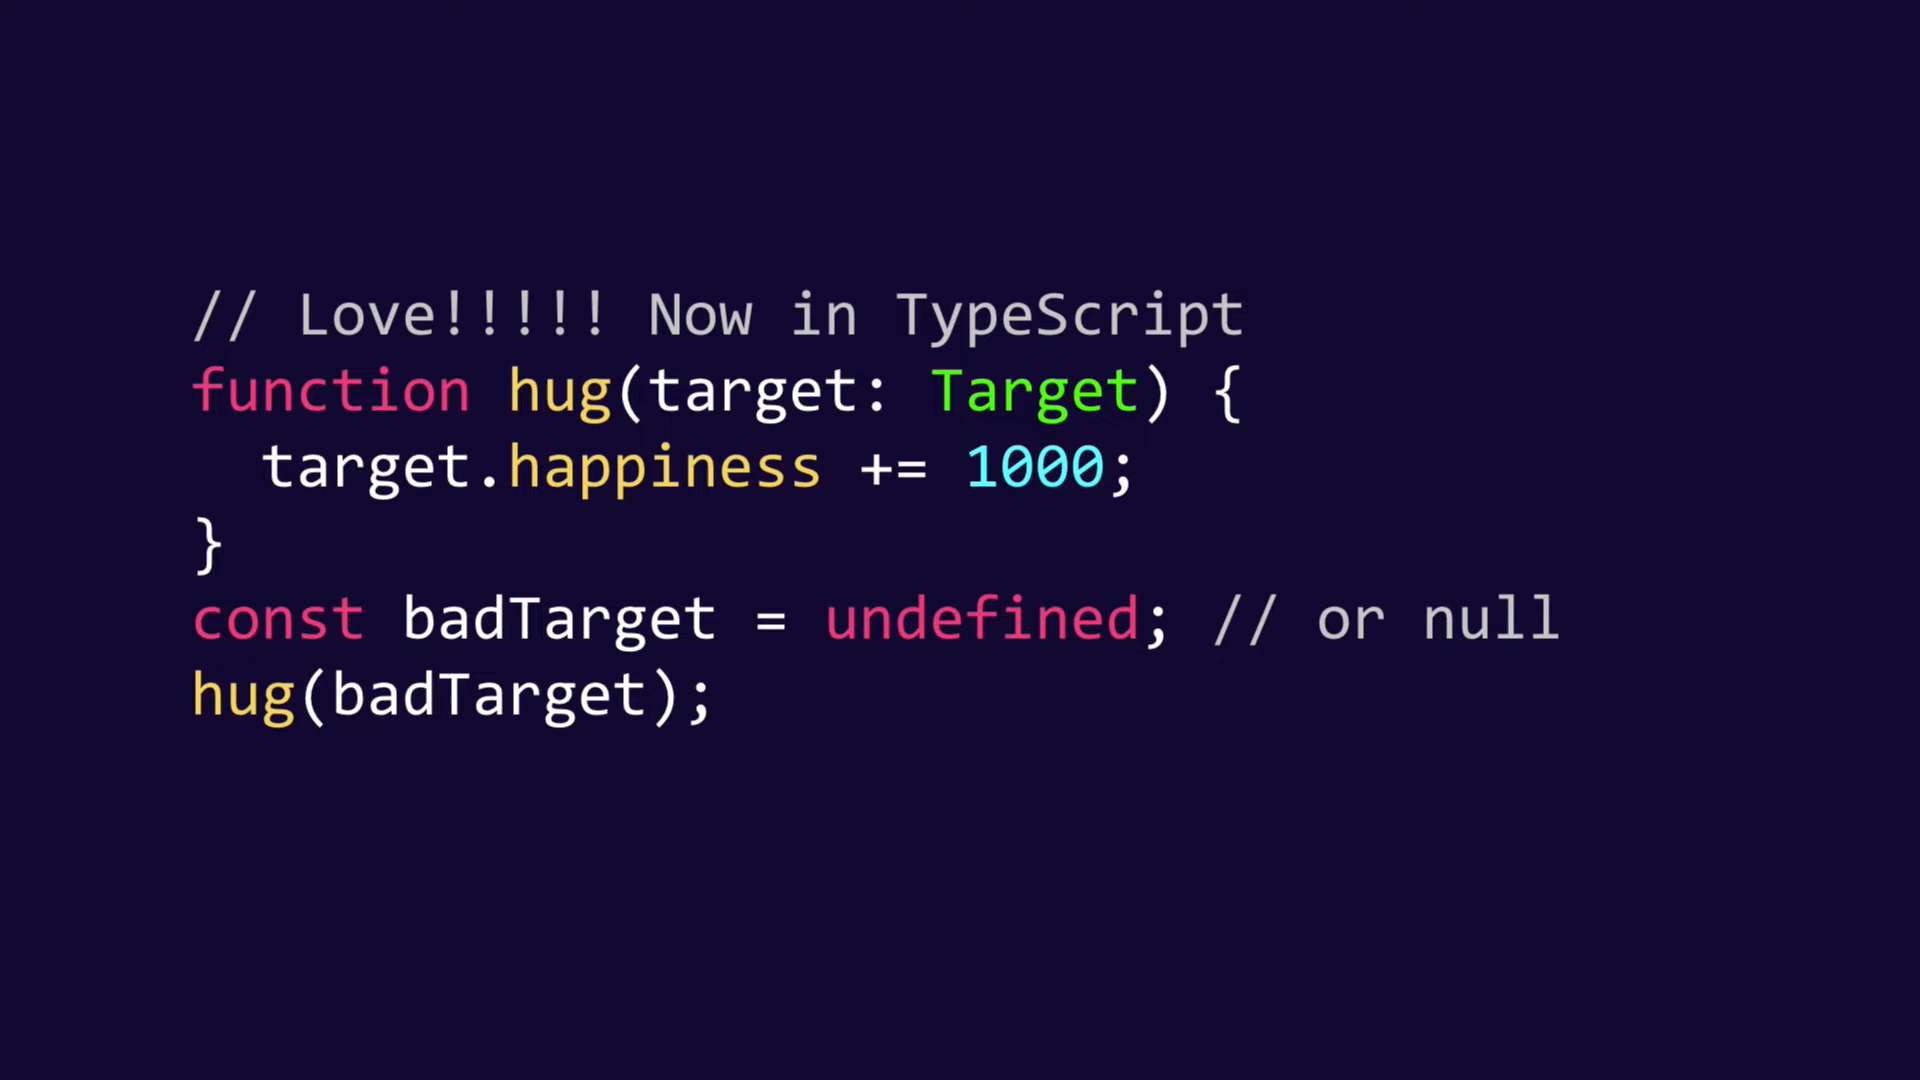 // Love!!!!! Now in TypeScript
function hug(target: Target) {
  target.happiness += 1000;
}
const badTarget = undefined; // or null
hug(badTarget);